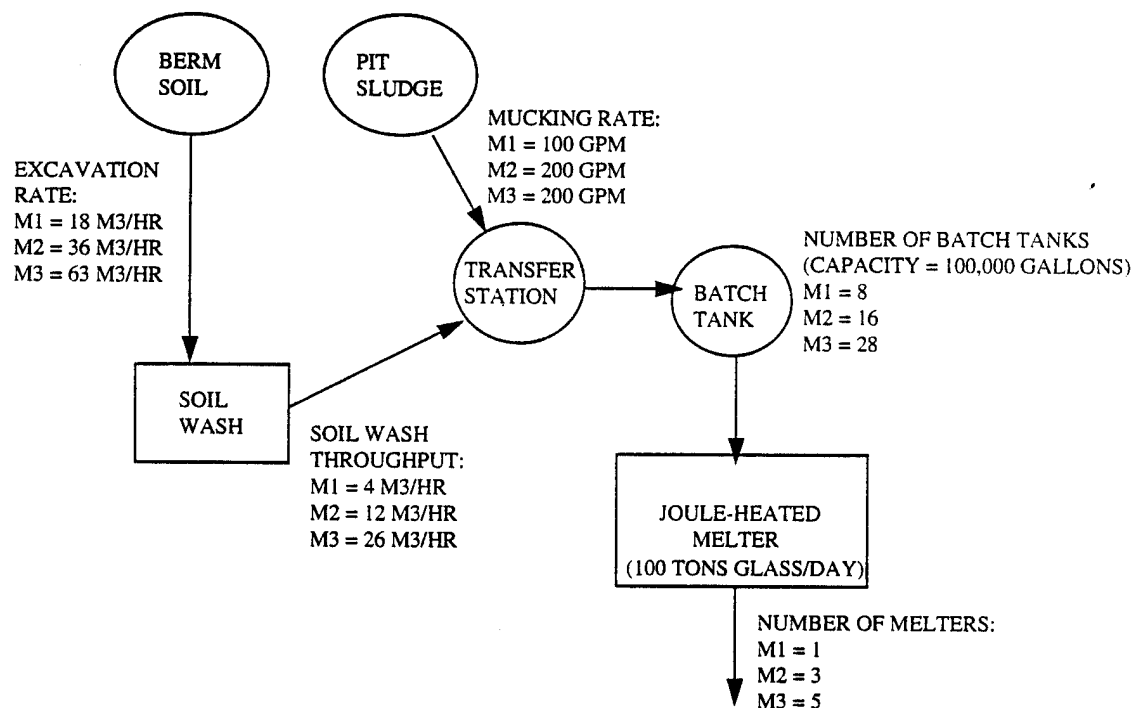 BERM
SOIL
PIT
SLUDGE
MUCKING RATE:
M1 = 100 GPM
M2 = 200 GPM
M3 = 200 GPM
EXCAVATION
RATE:
M1 = 18 M3/HR
M2 = 36 M3/HR
M3 = 63 M3/HR
TRANSFER
STATION
BATCH
TANK
NUMBER OF BATCH TANKS
(CAPACITY = 100,000 GALLONS)
M1 = 8
M2 = 16
M3 = 28
SOIL
WASH
SOIL WASH
THROUGHPUT:
M1 = 4 M3/HR
M2 = 12 M3/HR
M3 = 26 M3/HR
JOULE-HEATED
MELTER
(100 TONS GLASS/DAY)
NUMBER OF MELTERS:
M1 = 1
M2 = 3
M3 = 5